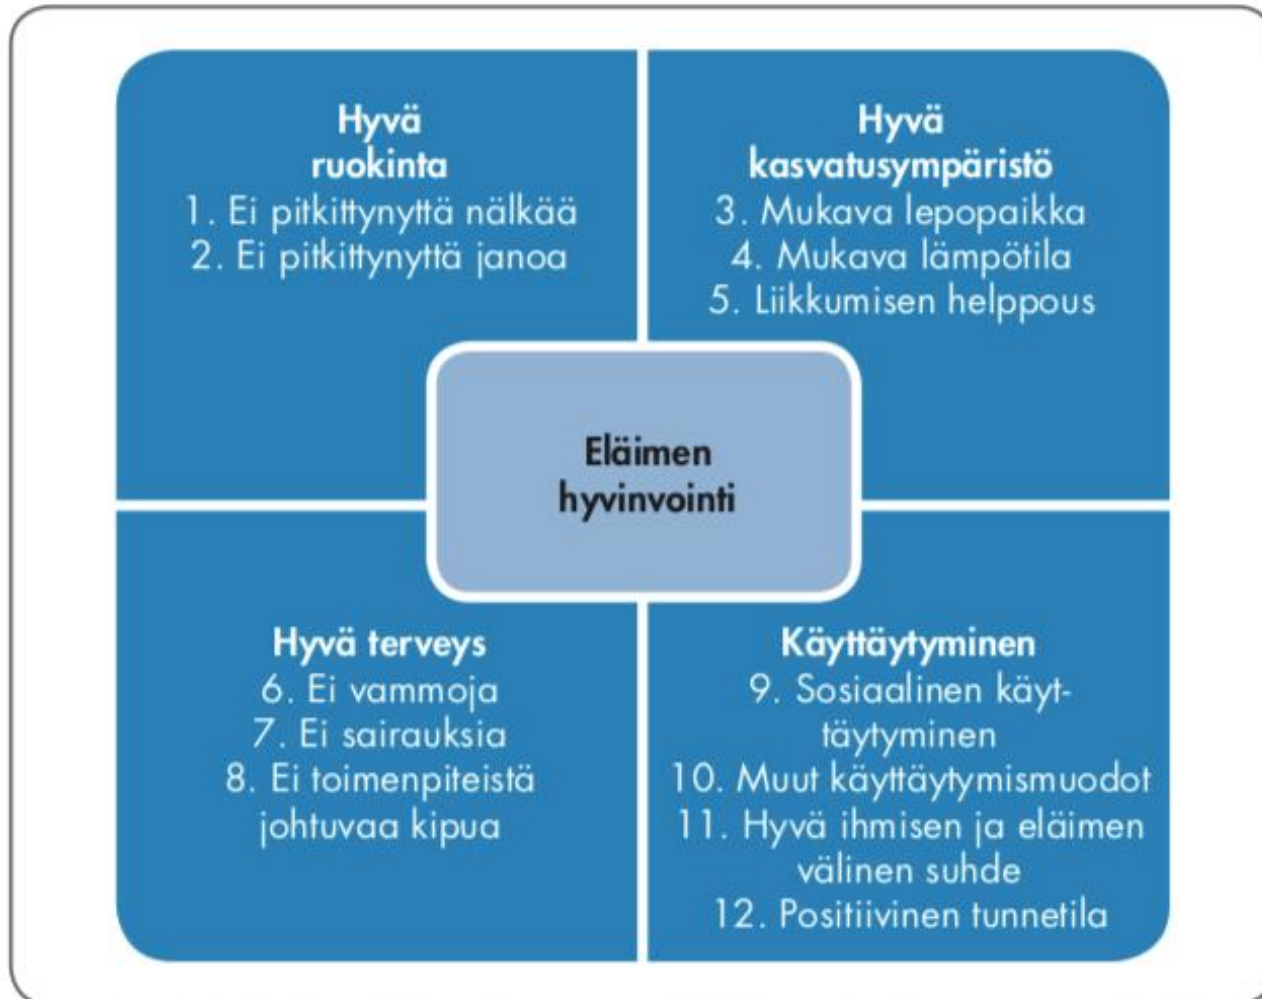 Hyvä
ruokinta
1. Ei pitkittynyttä nälkää
2. Ei pitkittynyttä janoa
Hyvä
kasvatusympäristö
3. Mukava lepopaikka
4. Mukava lämpötila
5. Liikkumisen helppous
Eläimen
hyvinvointi
Hyvä terveys
6. Ei vammoja
7. Ei sairauksia
8. Ei toimenpiteistä
johtuvaa kipua
Käyttäytyminen
9. Sosiaalinen käyt-
täytyminen
10. Muut käyttäytymismuodot
11. Hyvä ihmisen ja eläimen
välinen suhde
12. Positiivinen tunnetila